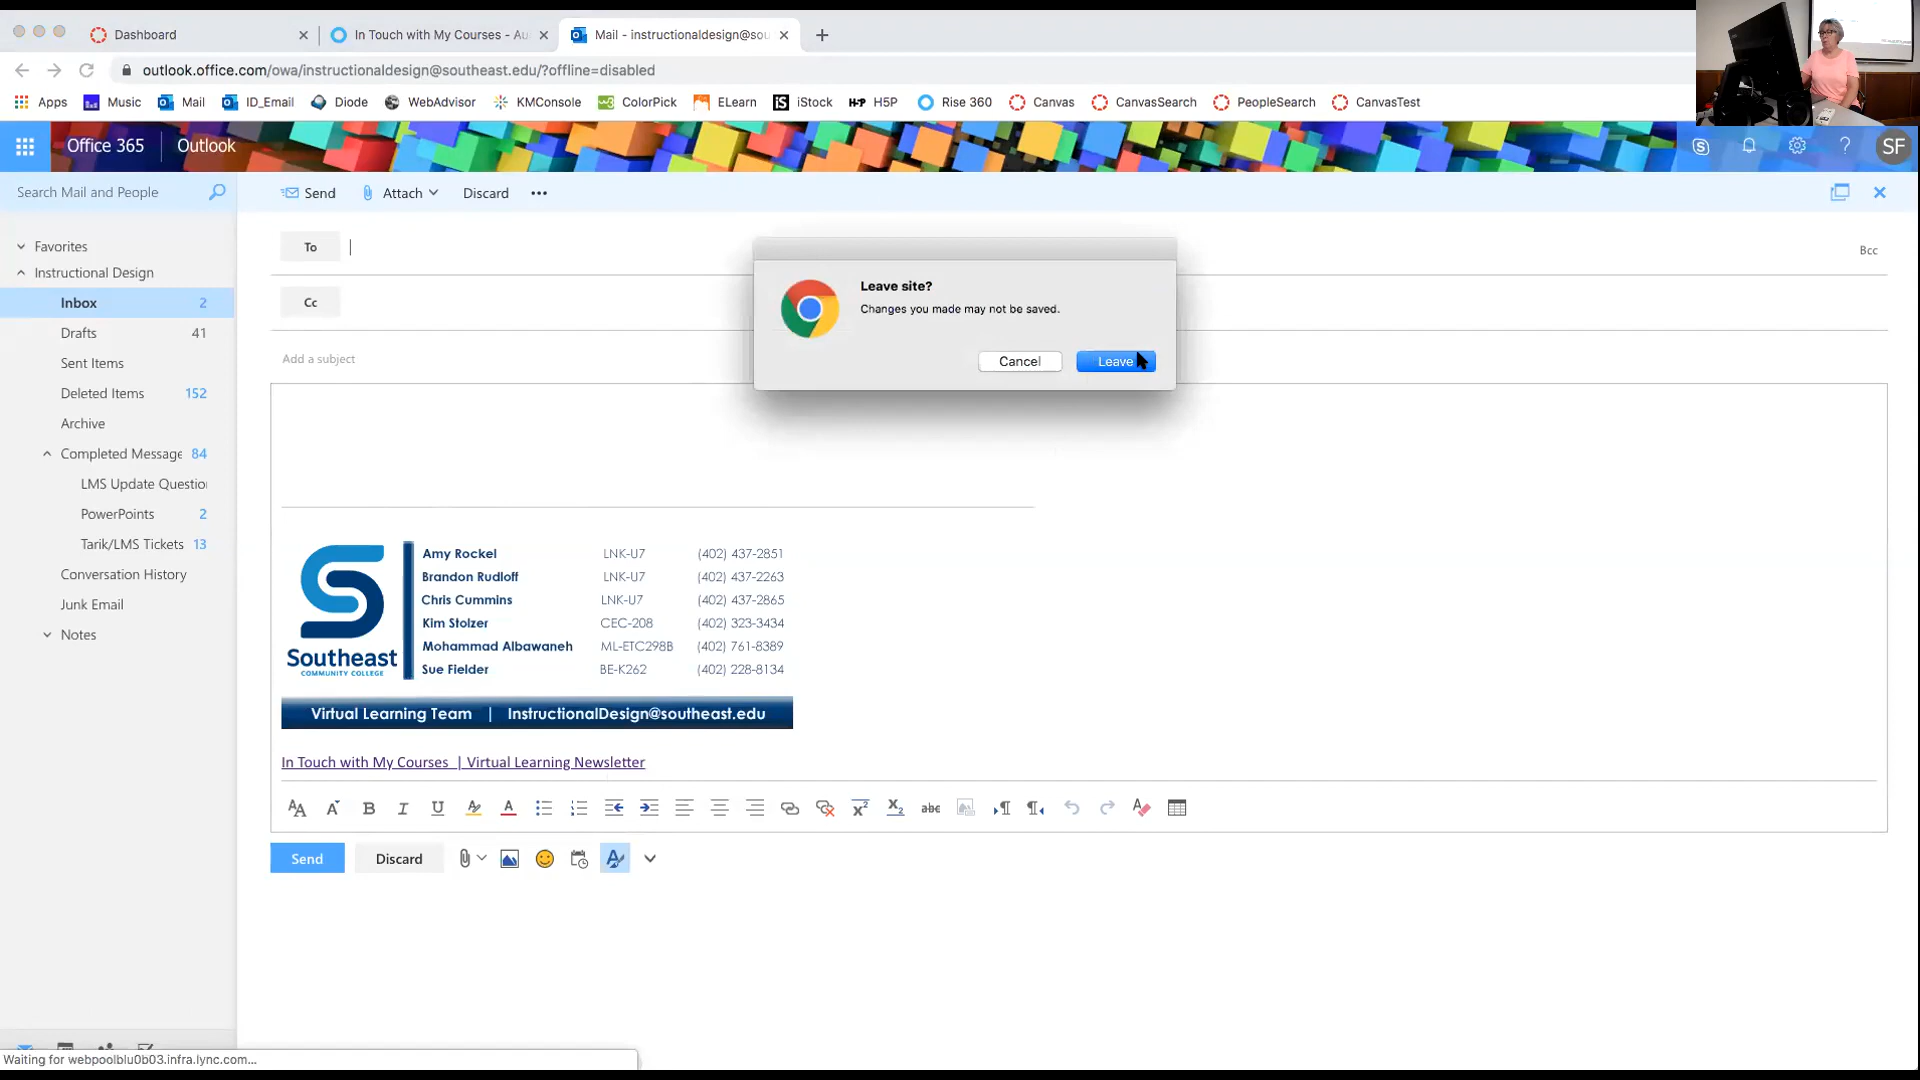 Dashboard
In Touch with My Courses - Au
Mail - instructionaldesign@sou
outlook.office.com/owa/instructionaldesign@southeast.edu/?offline=disabled
Apps Music Mail ID_Email Diode WebAdvisor KMConsole ColorPick ELearn iStock H5P Rise 360 Canvas CanvasSearch PeopleSearch CanvasTest
Office 365 Outlook
SF
Search Mail and People
Send Attach Discard
Favorites
Instructional Design
Inbox 2
Drafts 41
Sent Items
Deleted Items 152
Archive
Completed Message 84
LMS Update Question
PowerPoints 2
Tarik/LMS Tickets 13
Conversation History
Junk Email
Notes
To
Bcc
Cc
Add a subject
Leave site?
Changes you made may not be saved.
Cancel Leave
Southeast
COMMUNITY COLLEGE
Amy Rockel LNK-U7 (402) 437-2851
Brandon Rudloff LNK-U7 (402) 437-2263
Chris Cummins LNK-U7 (402) 437-2865
Kim Stolzer CEC-208 (402) 323-3434
Mohammad Albawaneh ML-ETC298B (402) 761-8389
Sue Fielder BE-K262 (402) 228-8134
Virtual Learning Team | InstructionalDesign@southeast.edu
In Touch with My Courses | Virtual Learning Newsletter
Send Discard
Waiting for webpoolblu0b03.infra.lync.com...